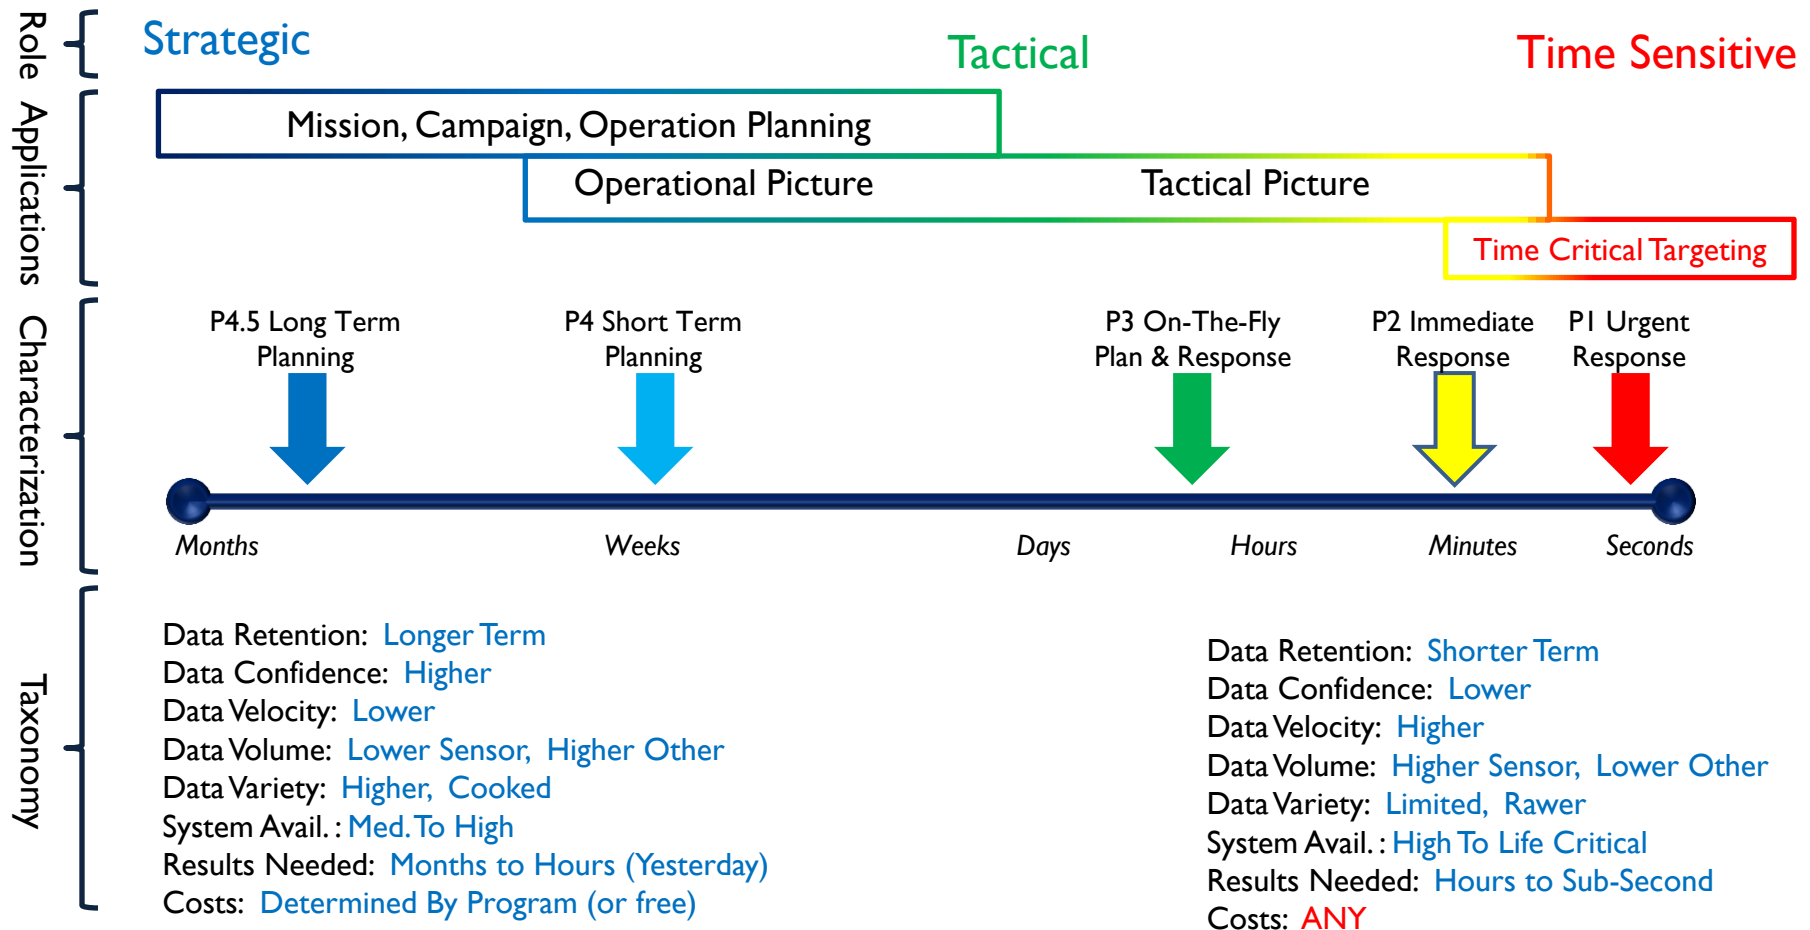 Role
Strategic
Tactical
Time Sensitive
Applications
Mission, Campaign, Operation Planning
Operational Picture
Tactical Picture
Time Critical Targeting
Characterization
P4.5 Long Term
Planning
P4 Short Term
Planning
P3 On-The-Fly
Plan & Response
P2 Immediate
Response
P1 Urgent
Response
Months
Weeks
Days
Hours
Minutes
Seconds
Taxonomy
Data Retention: Longer Term
Data Confidence: Higher
Data Velocity: Lower
Data Volume: Lower Sensor, Higher Other
Data Variety: Higher, Cooked
System Avail. : Med. To High
Results Needed: Months to Hours (Yesterday)
Costs: Determined By Program (or free)
Data Retention: Shorter Term
Data Confidence: Lower
Data Velocity: Higher
Data Volume: Higher Sensor, Lower Other
Data Variety: Limited, Rawer
System Avail. : High To Life Critical
Results Needed: Hours to Sub-Second
Costs: ANY